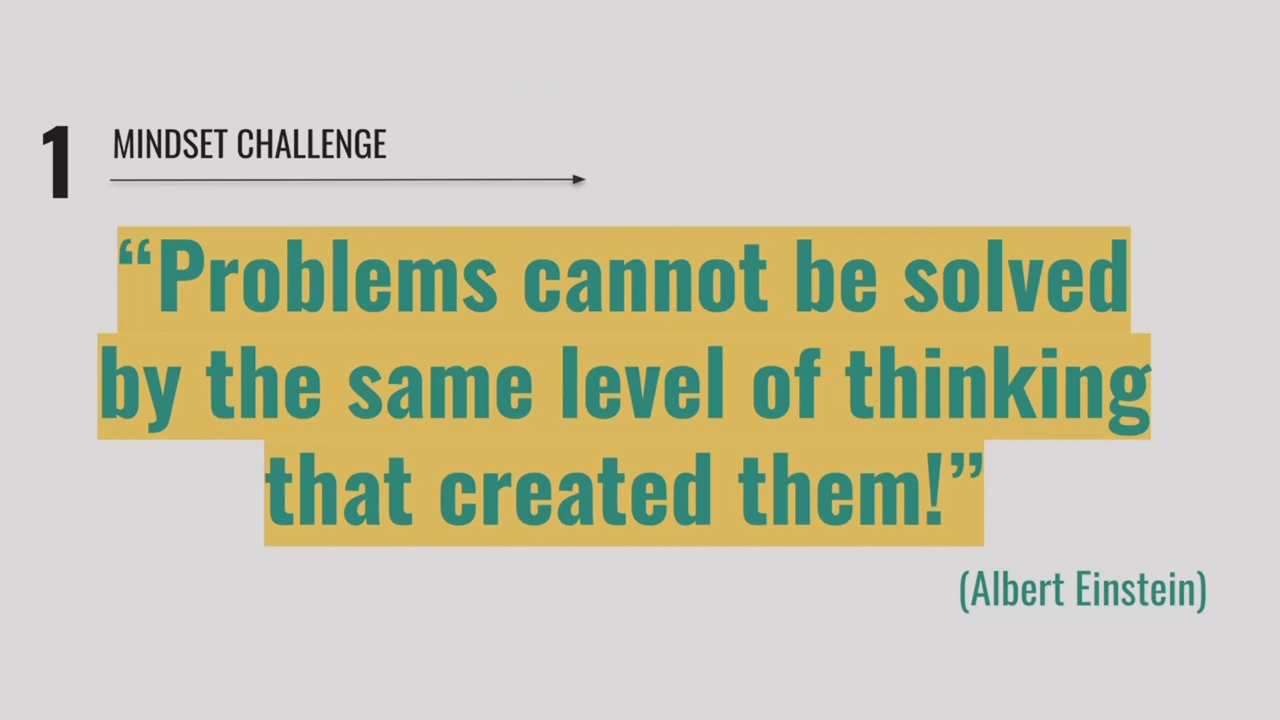 1
MINDSET CHALLENGE
“Problems cannot be solved
by the same level of thinking
that created them!”
(Albert Einstein)